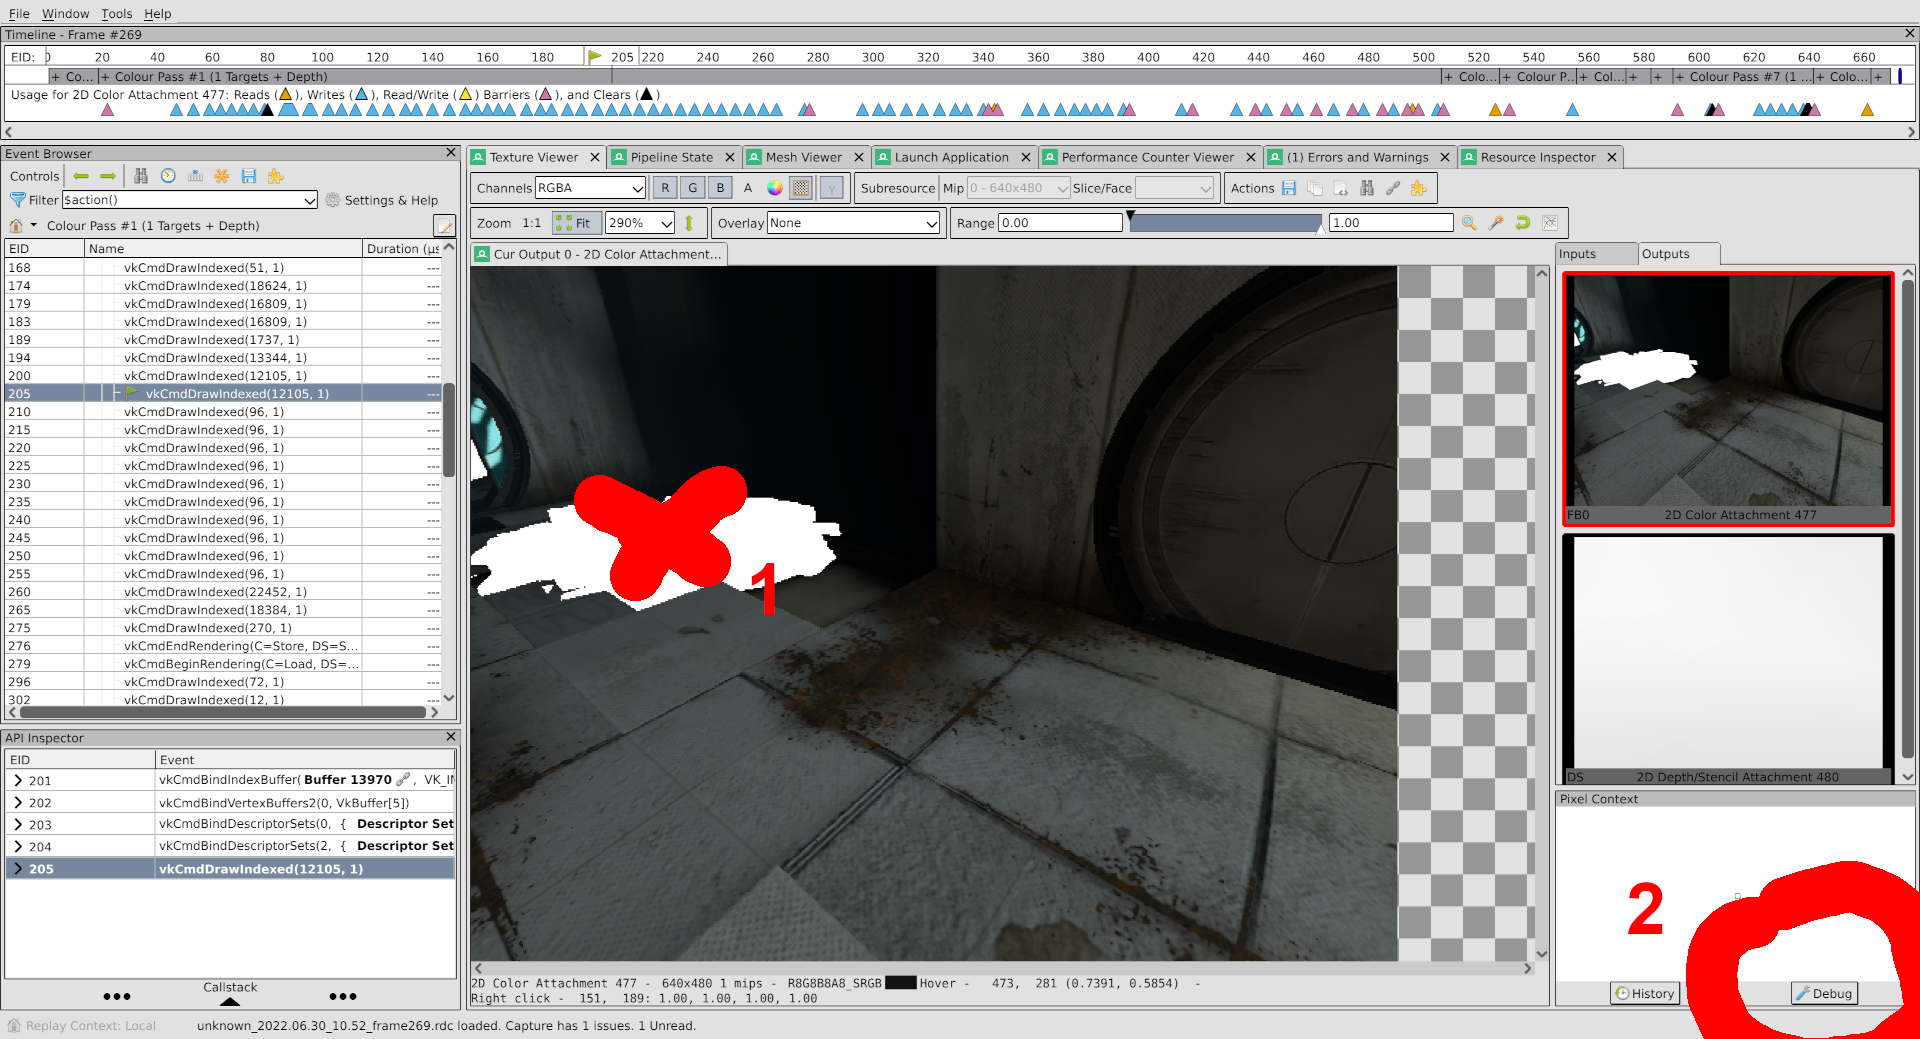 File Window Tools Help
Timeline - Frame #269
EID: 0 20 40 60 80 100 120 140 160 180 205 220 240 260 280 300 320 340 360 380 400 420 440 460 480 500 520 540 560 580 600 620 640 660
+ Co... + Colour Pass #1 (1 Targets + Depth) + Colo... + Colour P... + Col... + + + Colour Pass #7 (1 ... + Colo... +
Usage for 2D Color Attachment 477: Reads ( ), Writes ( ), Read/Write ( ) Barriers ( ), and Clears ( )
Event Browser
Controls
Filter $action() Settings & Help
Colour Pass #1 (1 Targets + Depth)
EID Name Duration (µs
168 vkCmdDrawIndexed(51, 1) ---
174 vkCmdDrawIndexed(18624, 1) ---
179 vkCmdDrawIndexed(16809, 1) ---
183 vkCmdDrawIndexed(16809, 1) ---
189 vkCmdDrawIndexed(1737, 1) ---
194 vkCmdDrawIndexed(13344, 1) ---
200 vkCmdDrawIndexed(12105, 1) ---
205 vkCmdDrawIndexed(12105, 1) ---
210 vkCmdDrawIndexed(96, 1) ---
215 vkCmdDrawIndexed(96, 1) ---
220 vkCmdDrawIndexed(96, 1) ---
225 vkCmdDrawIndexed(96, 1) ---
230 vkCmdDrawIndexed(96, 1) ---
235 vkCmdDrawIndexed(96, 1) ---
240 vkCmdDrawIndexed(96, 1) ---
245 vkCmdDrawIndexed(96, 1) ---
250 vkCmdDrawIndexed(96, 1) ---
255 vkCmdDrawIndexed(96, 1) ---
260 vkCmdDrawIndexed(22452, 1) ---
265 vkCmdDrawIndexed(18384, 1) ---
275 vkCmdDrawIndexed(270, 1) ---
276 vkCmdEndRendering(C=Store, DS=S... ---
279 vkCmdBeginRendering(C=Load, DS=... ---
296 vkCmdDrawIndexed(72, 1) ---
302 vkCmdDrawIndexed(12, 1) ---
API Inspector
EID Event
201 vkCmdBindIndexBuffer( Buffer 13970 , VK_IN
202 vkCmdBindVertexBuffers2(0, VkBuffer[5])
203 vkCmdBindDescriptorSets(0, { Descriptor Set
204 vkCmdBindDescriptorSets(2, { Descriptor Set
205 vkCmdDrawIndexed(12105, 1)
Callstack
Texture Viewer Pipeline State Mesh Viewer Launch Application Performance Counter Viewer (1) Errors and Warnings Resource Inspector
Channels RGBA R G B A γ Subresource Mip 0 - 640x480 Slice/Face Actions
Zoom 1:1 Fit 290% Overlay None Range 0.00 1.00
Cur Output 0 - 2D Color Attachment...
1
2D Color Attachment 477 - 640x480 1 mips - R8G8B8A8_SRGB Hover - 473, 281 (0.7391, 0.5854) -
Right click - 151, 189: 1.00, 1.00, 1.00, 1.00
Inputs Outputs
FB0 2D Color Attachment 477
DS 2D Depth/Stencil Attachment 480
Pixel Context
2
History Debug
Replay Context: Local unknown_2022.06.30_10.52_frame269.rdc loaded. Capture has 1 issues. 1 Unread.